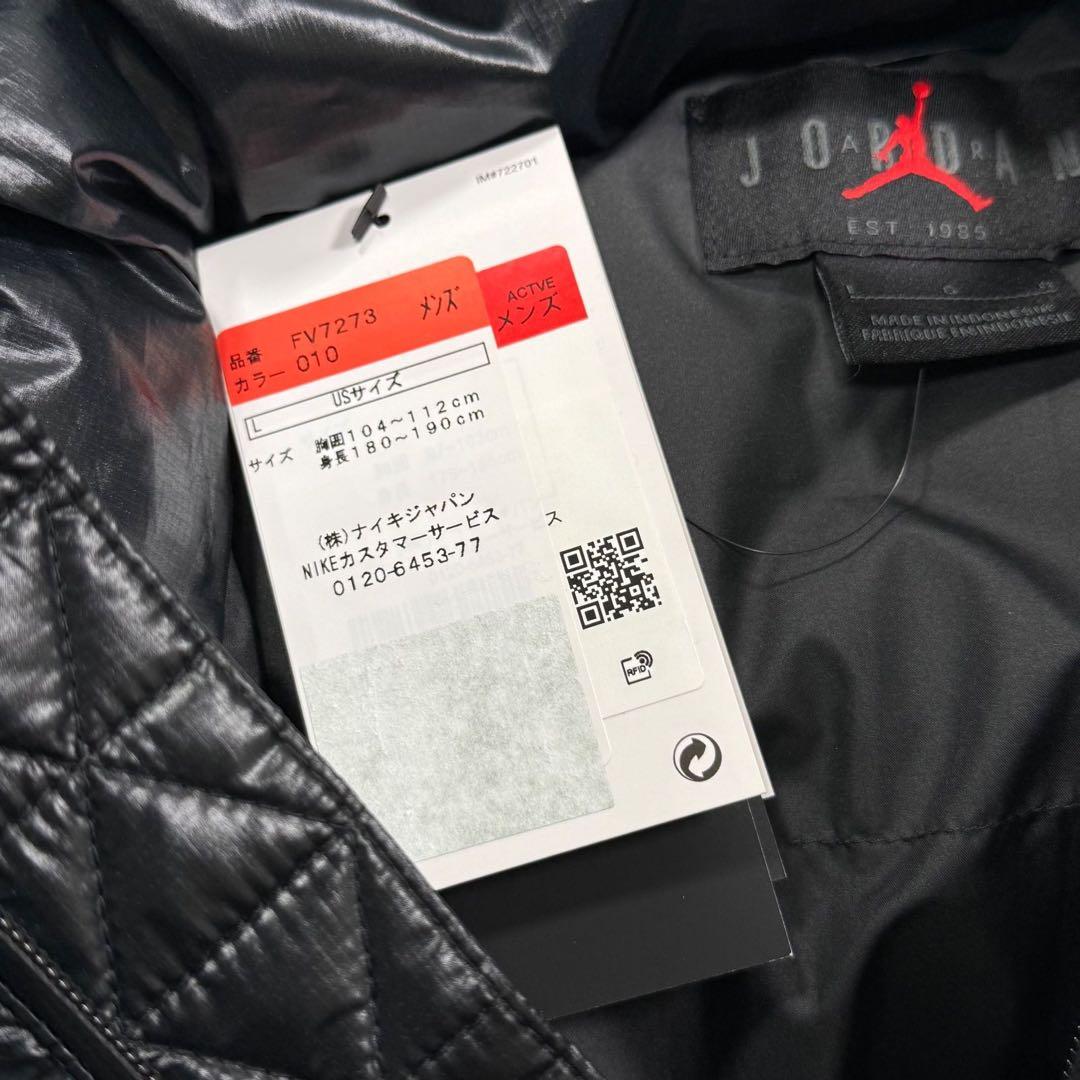 IM#722701
品番 FV7273 メンズ
カラー 010
USサイズ
L
サイズ 胸囲104〜112cm
身長180〜190cm
(株)ナイキジャパン
NIKEカスタマーサービス
0120-6453-77
ACTVE
メンズ
ス
RFID
JORDAN
AIR
EST 1985
L
MADE IN INDONESIA
FABRIQUE EN INDONESIE